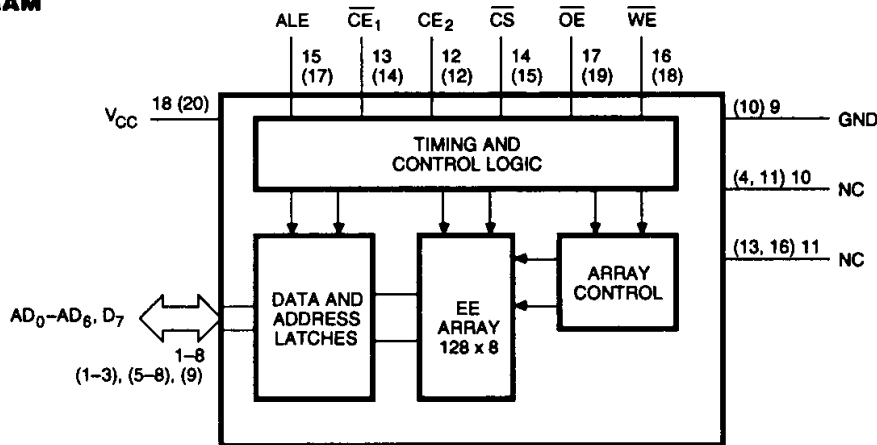 ALE CE₁ CE₂ CS OE WE
15 13 12 14 17 16
(17) (14) (12) (15) (19) (18)
V_CC 18 (20)
(10) 9 GND
TIMING AND
CONTROL LOGIC
(4, 11) 10 NC
(13, 16) 11 NC
DATA AND
ADDRESS
LATCHES
EE
ARRAY
128 x 8
ARRAY
CONTROL
AD₀–AD₆, D₇
1–8
(1–3), (5–8), (9)